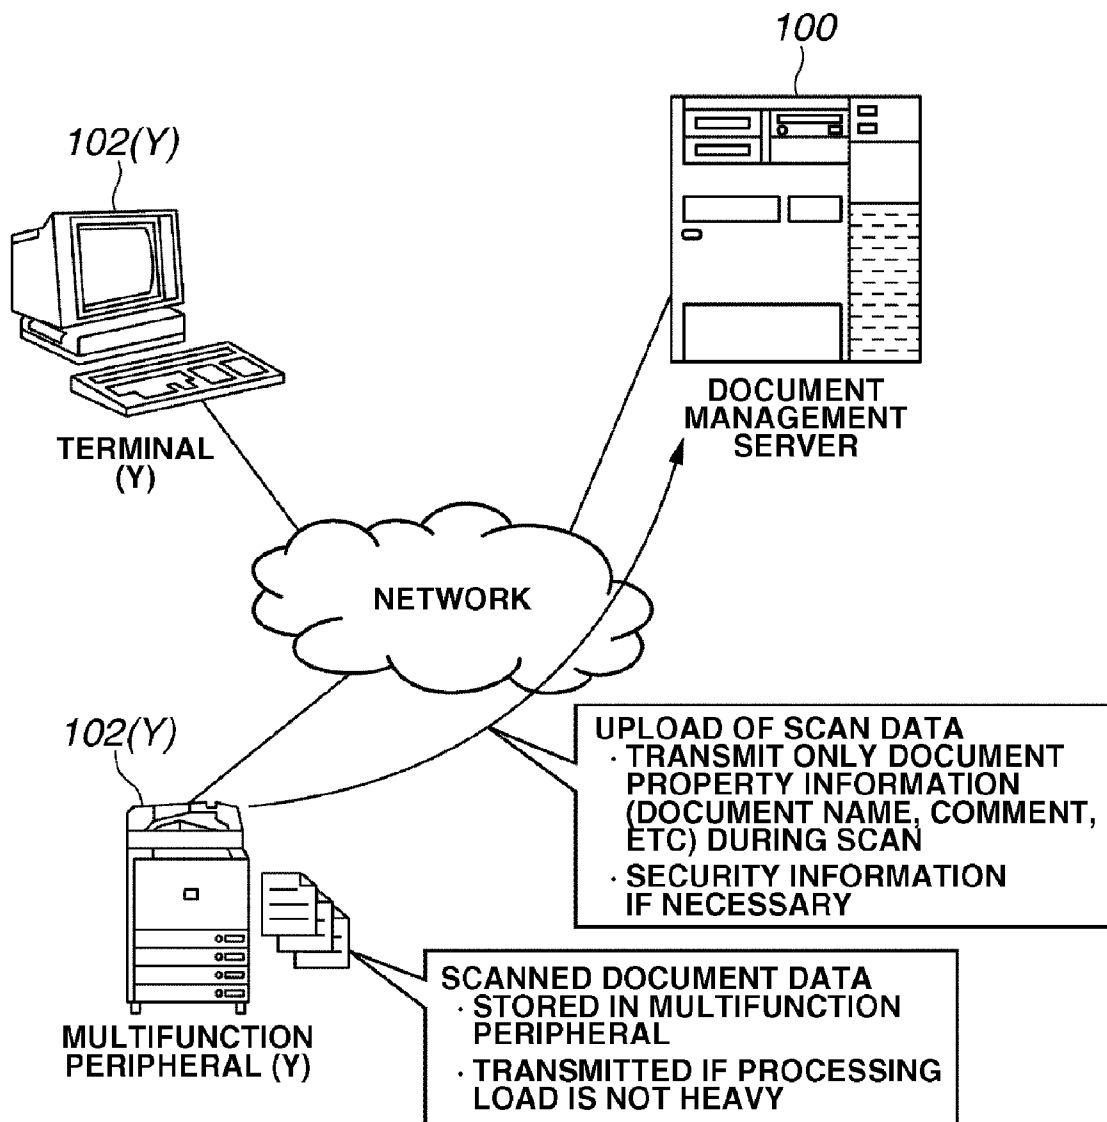 100
102(Y)
DOCUMENT
MANAGEMENT
SERVER
TERMINAL
(Y)
NETWORK
102(Y)
UPLOAD OF SCAN DATA
· TRANSMIT ONLY DOCUMENT
PROPERTY INFORMATION
(DOCUMENT NAME, COMMENT,
ETC) DURING SCAN
· SECURITY INFORMATION
IF NECESSARY
SCANNED DOCUMENT DATA
· STORED IN MULTIFUNCTION
PERIPHERAL
· TRANSMITTED IF PROCESSING
LOAD IS NOT HEAVY
MULTIFUNCTION
PERIPHERAL (Y)